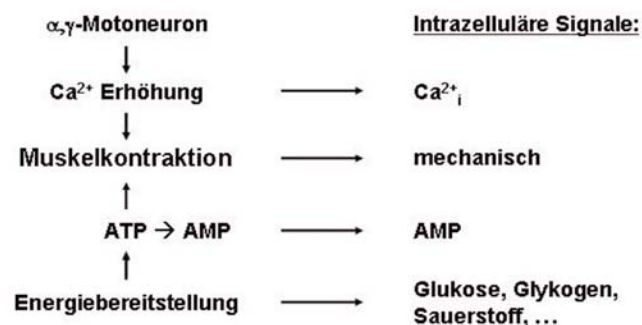 α,γ-Motoneuron
Intrazelluläre Signale:
Ca²⁺ Erhöhung
Ca²⁺ᵢ
Muskelkontraktion
mechanisch
ATP → AMP
AMP
Energiebereitstellung
Glukose, Glykogen,
Sauerstoff, ...